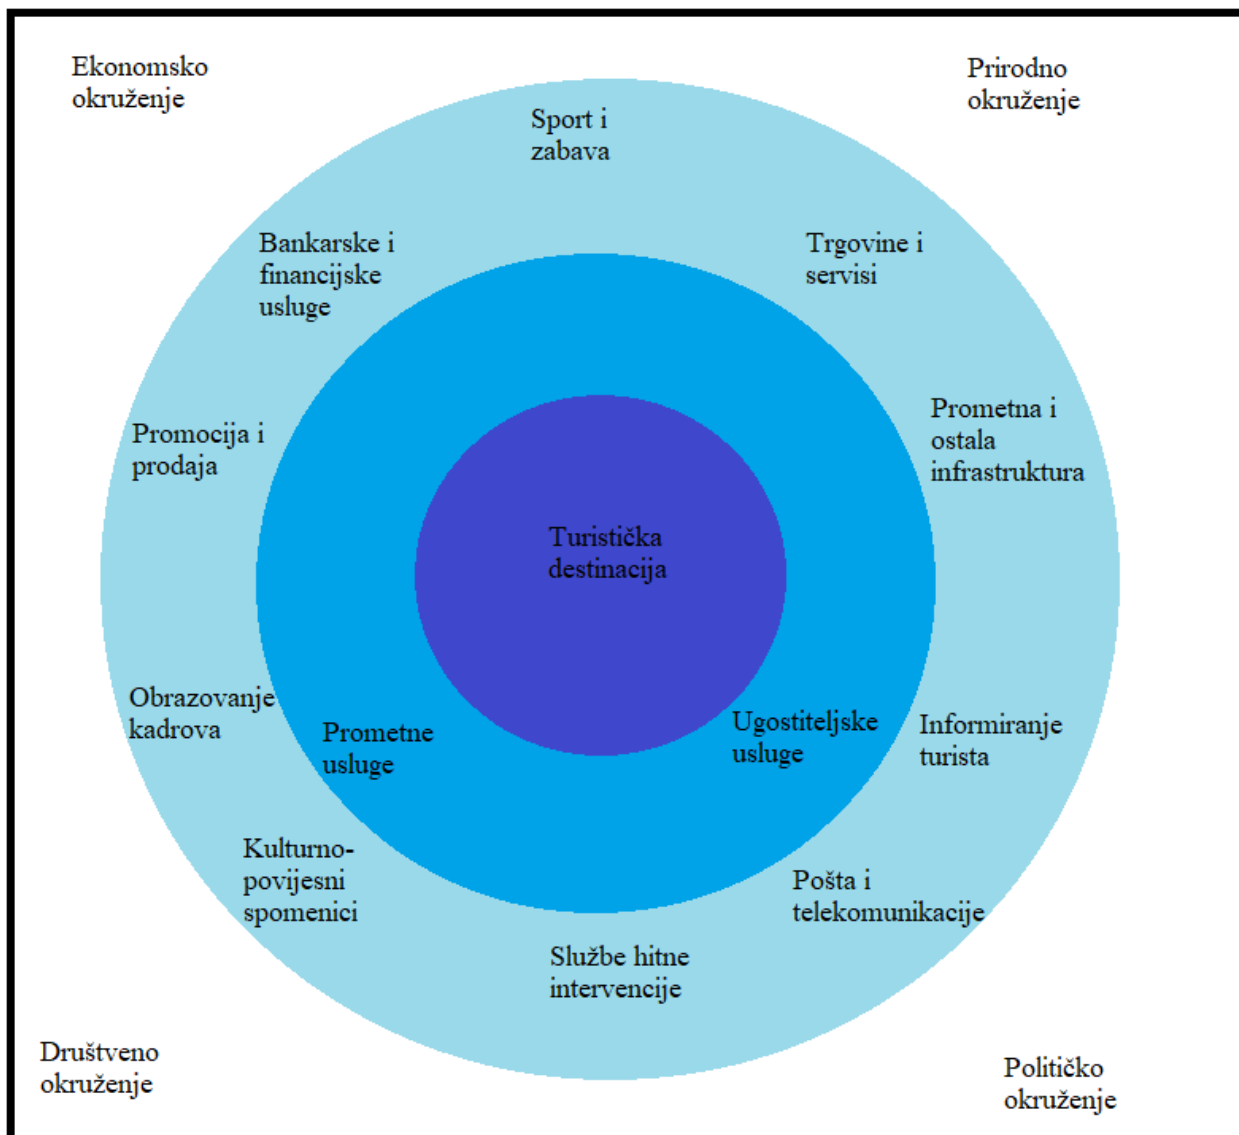 Ekonomsko
okruženje
Prirodno
okruženje
Sport i
zabava
Bankarske i
financijske
usluge
Trgovine i
servisi
Promocija i
prodaja
Prometna i
ostala
infrastruktura
Turistička
destinacija
Obrazovanje
kadrova
Prometne
usluge
Ugostiteljske
usluge
Informiranje
turista
Kulturno-
povijesni
spomenici
Pošta i
telekomunikacije
Službe hitne
intervencije
Društveno
okruženje
Političko
okruženje